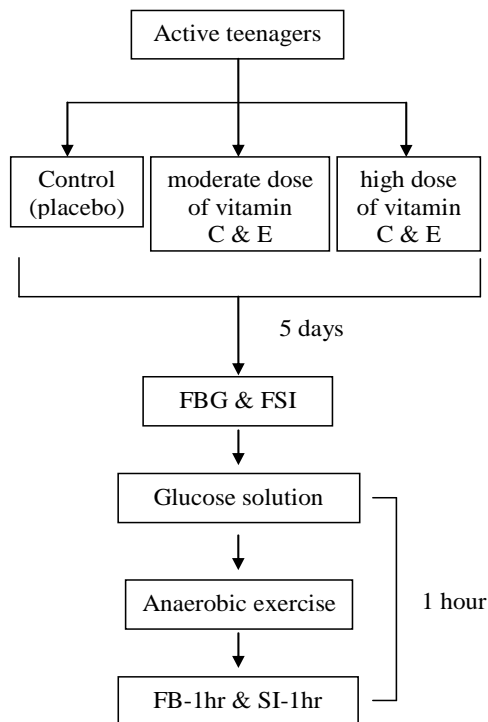 Active teenagers
Control
(placebo)
moderate dose
of vitamin
C & E
high dose
of vitamin
C & E
5 days
FBG & FSI
Glucose solution
Anaerobic exercise
1 hour
FB-1hr & SI-1hr